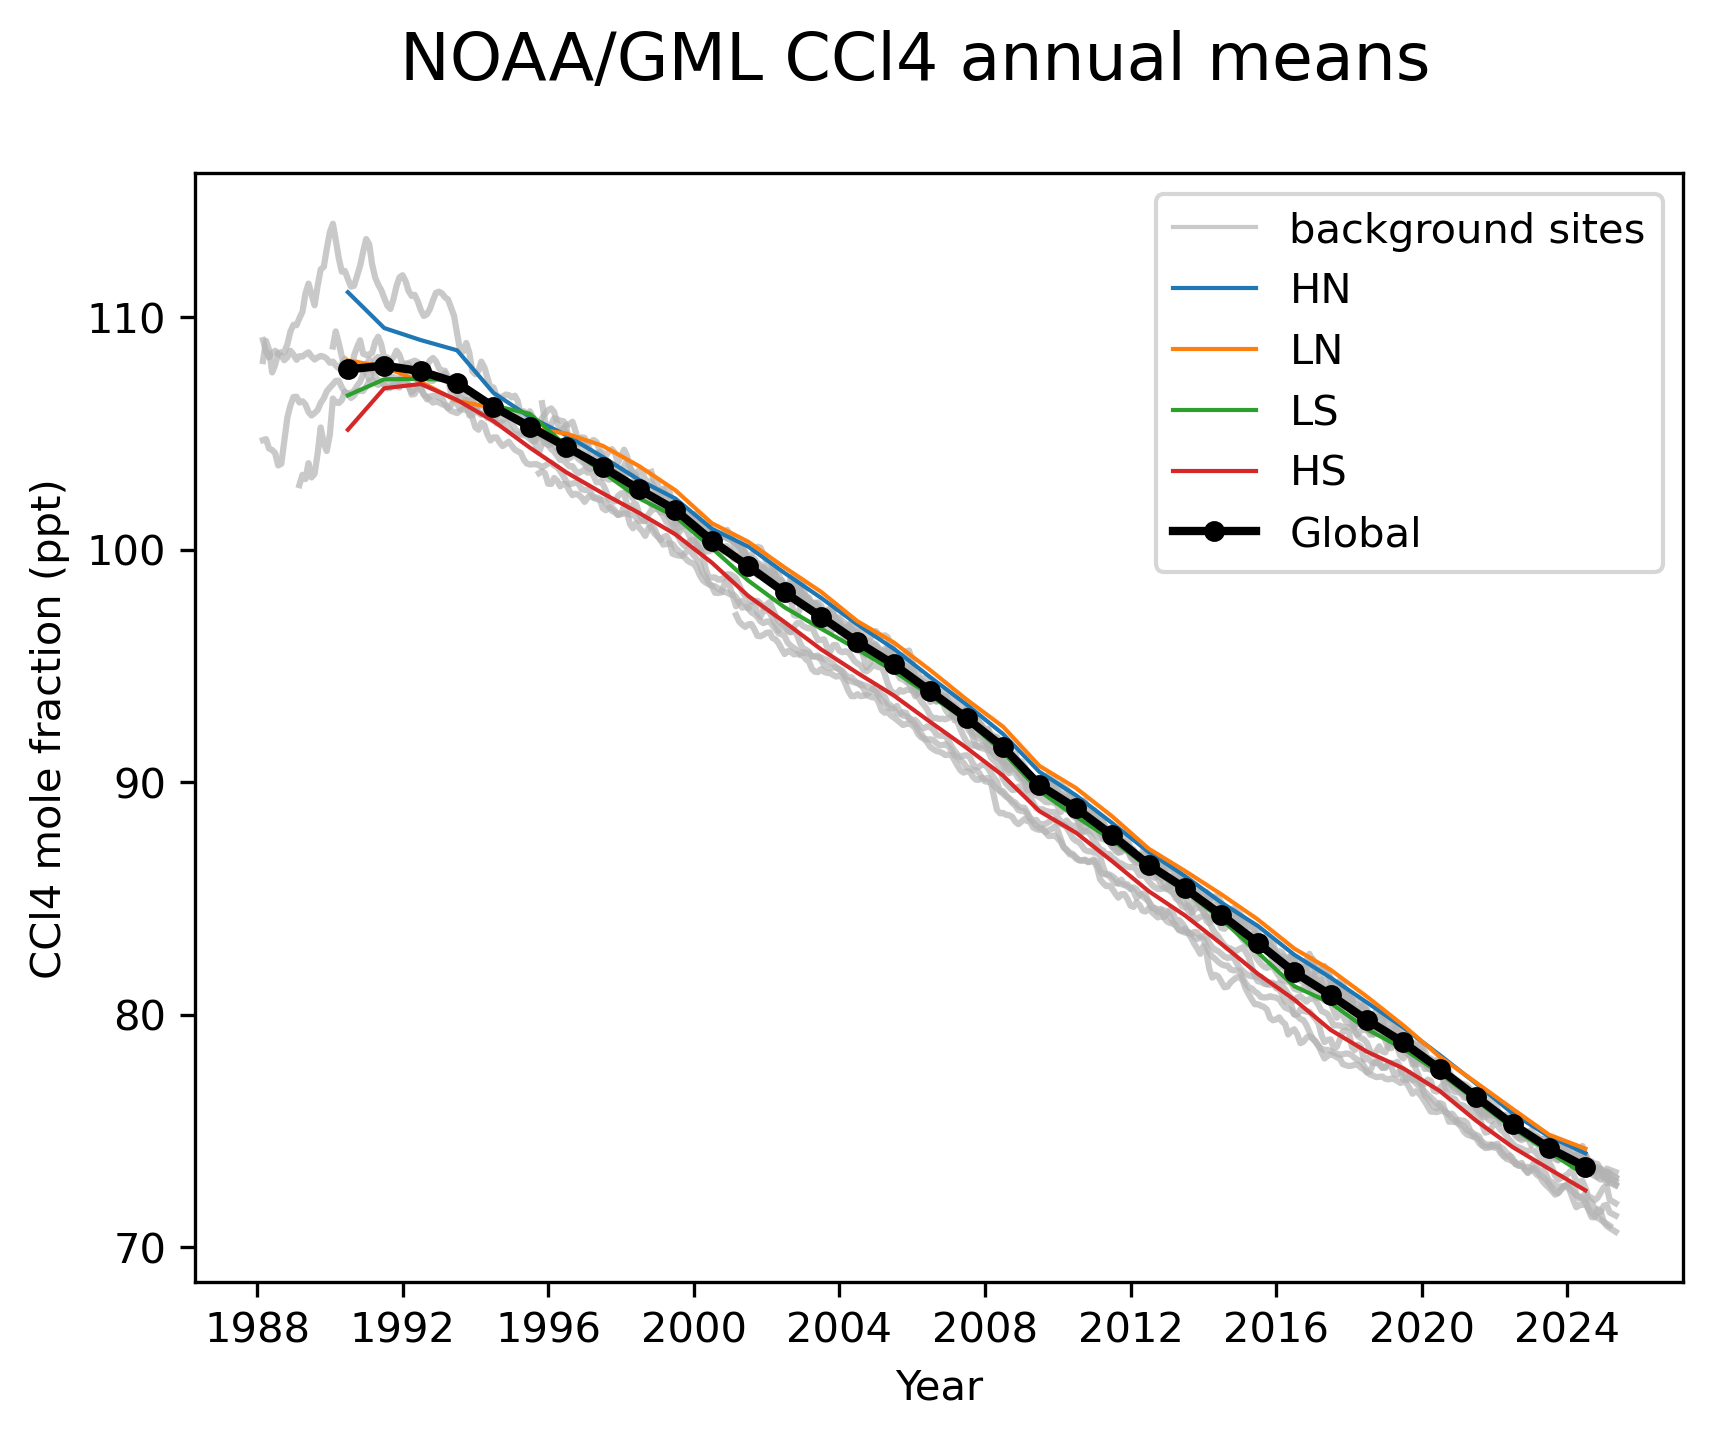 NOAA/GML CCl4 annual means
background sites
HN
LN
LS
HS
Global
CCl4 mole fraction (ppt)
110
100
90
80
70
1988 1992 1996 2000 2004 2008 2012 2016 2020 2024
Year